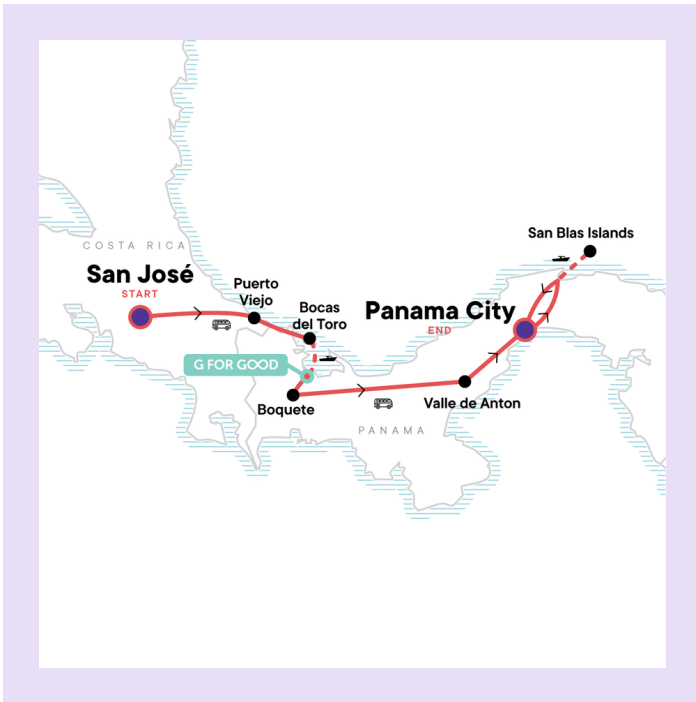 San Blas Islands
COSTA RICA
San José
START
Puerto
Viejo
Bocas
del Toro
Panama City
END
G FOR GOOD
Boquete
Valle de Anton
PANAMA